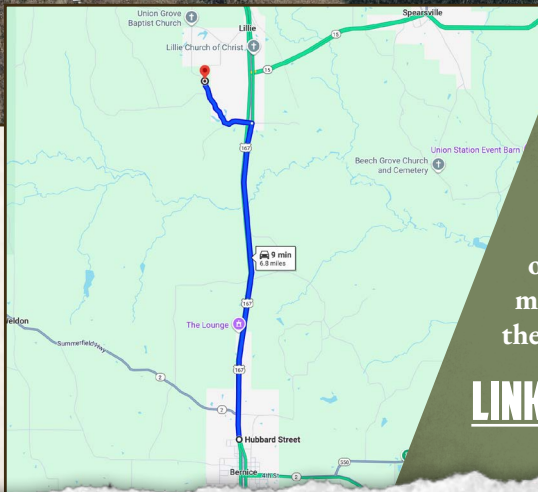 Union Grove
Baptist Church
Spearsville
Lillie
15
Lillie Church of Christ
15
167
Union Station Event Barn
Beech Grove Church
and Cemetery
9 min
6.8 miles
167
The Lounge
Summerfield Hwy
2
167
2
Hubbard Street
Bernice
4th St
2
550
the
LINK